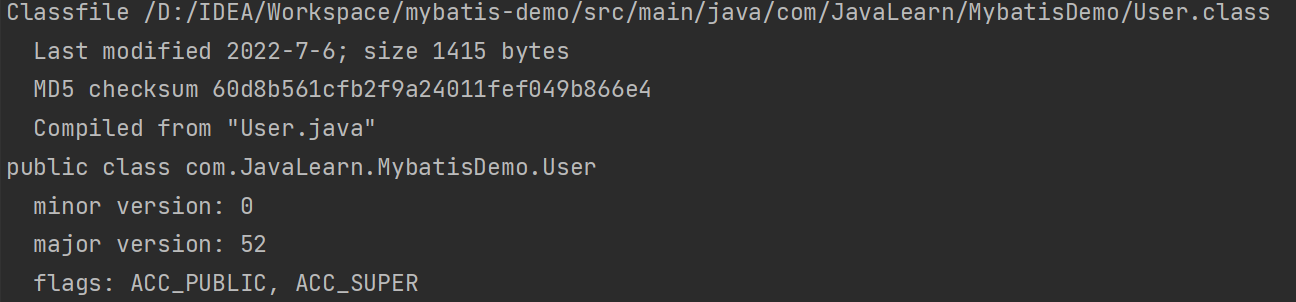 Classfile /D:/IDEA/Workspace/mybatis-demo/src/main/java/com/JavaLearn/MybatisDemo/User.class
  Last modified 2022-7-6; size 1415 bytes
  MD5 checksum 60d8b561cfb2f9a24011fef049b866e4
  Compiled from "User.java"
public class com.JavaLearn.MybatisDemo.User
  minor version: 0
  major version: 52
  flags: ACC_PUBLIC, ACC_SUPER